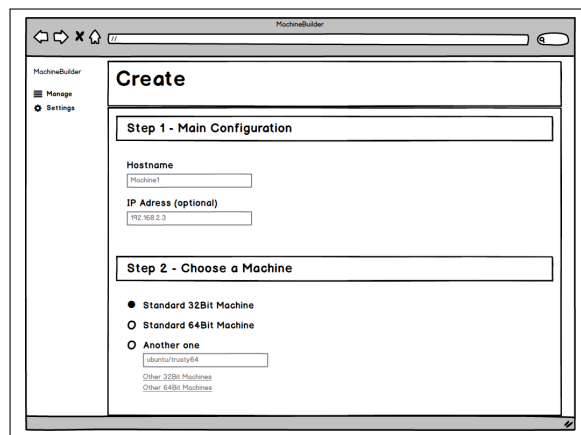 MachineBuilder
//
MachineBuilder
Manage
Settings
Create
Step 1 - Main Configuration
Hostname
Machine1
IP Adress (optional)
192.168.2.3
Step 2 - Choose a Machine
Standard 32Bit Machine
Standard 64Bit Machine
Another one
ubuntu/trusty64
Other 32Bit Machines
Other 64Bit Machines